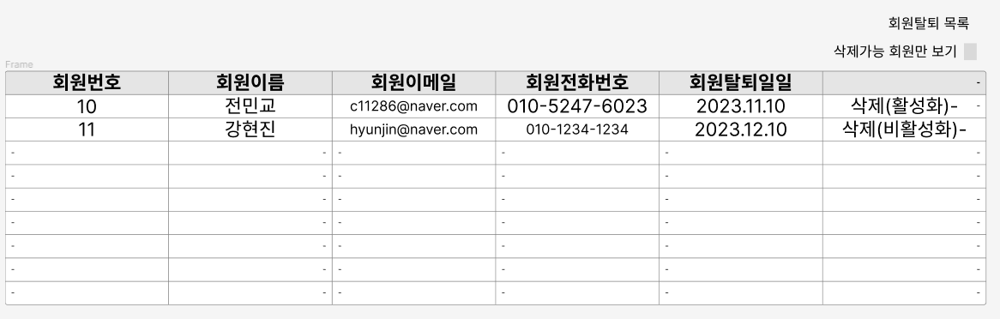 회원탈퇴 목록
삭제가능 회원만 보기
Frame
회원번호 회원이름 회원이메일 회원전화번호 회원탈퇴일일 -
10 전민교 c11286@naver.com 010-5247-6023 2023.11.10 삭제(활성화)- -
11 강현진 hyunjin@naver.com 010-1234-1234 2023.12.10 삭제(비활성화)-
- - - - - -
- - - - - -
- - - - - -
- - - - - -
- - - - - -
- - - - - -
- - - - - -